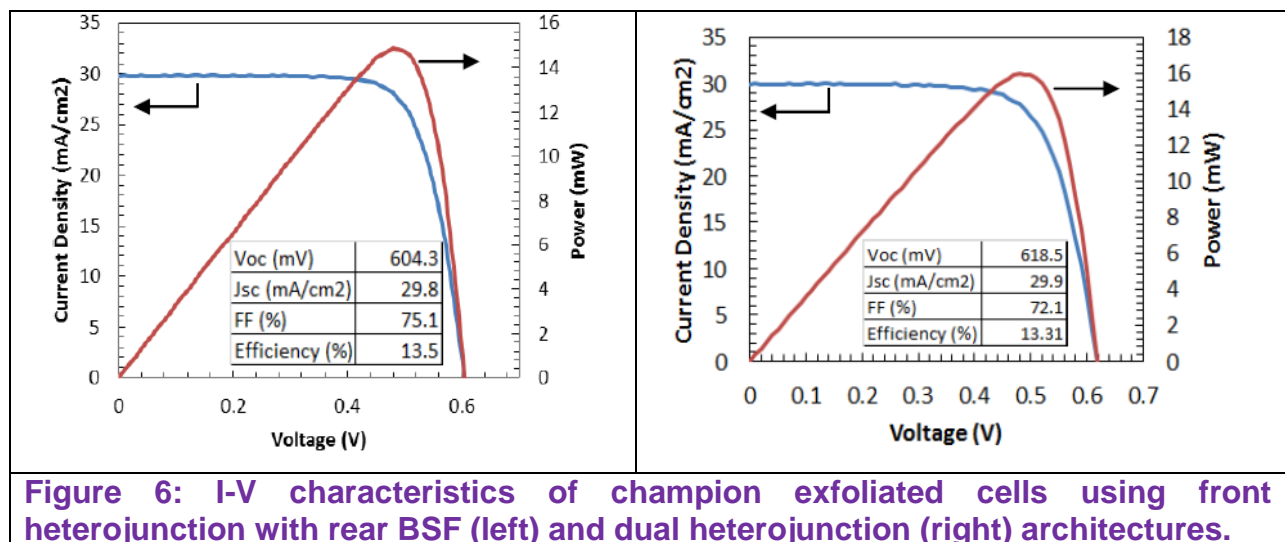 35
30
25
20
15
10
5
0
Current Density (mA/cm2)
16
14
12
10
8
6
4
2
0
Power (mW)
Voc (mV) 604.3
Jsc (mA/cm2) 29.8
FF (%) 75.1
Efficiency (%) 13.5
0 0.2 0.4 0.6
Voltage (V)
35
30
25
20
15
10
5
0
Current Density (mA/cm2)
18
16
14
12
10
8
6
4
2
0
Power (mW)
Voc (mV) 618.5
Jsc (mA/cm2) 29.9
FF (%) 72.1
Efficiency (%) 13.31
0 0.1 0.2 0.3 0.4 0.5 0.6 0.7
Voltage (V)
Figure 6: I-V characteristics of champion exfoliated cells using front
heterojunction with rear BSF (left) and dual heterojunction (right) architectures.